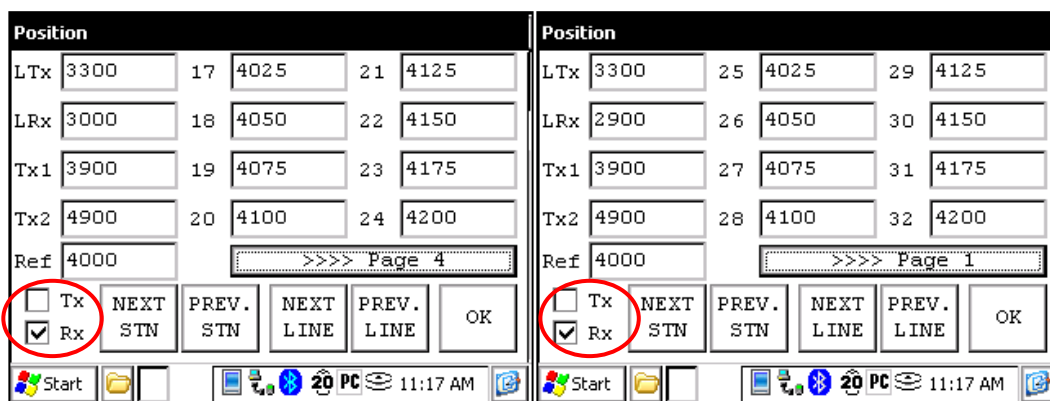 Position
LTx 3300 17 4025 21 4125
LRx 3000 18 4050 22 4150
Tx1 3900 19 4075 23 4175
Tx2 4900 20 4100 24 4200
Ref 4000 >>>> Page 4
Tx NEXT PREV. NEXT PREV. OK
Rx STN STN LINE LINE
Start 20 PC 11:17 AM
Position
LTx 3300 25 4025 29 4125
LRx 2900 26 4050 30 4150
Tx1 3900 27 4075 31 4175
Tx2 4900 28 4100 32 4200
Ref 4000 >>>> Page 1
Tx NEXT PREV. NEXT PREV. OK
Rx STN STN LINE LINE
Start 20 PC 11:17 AM